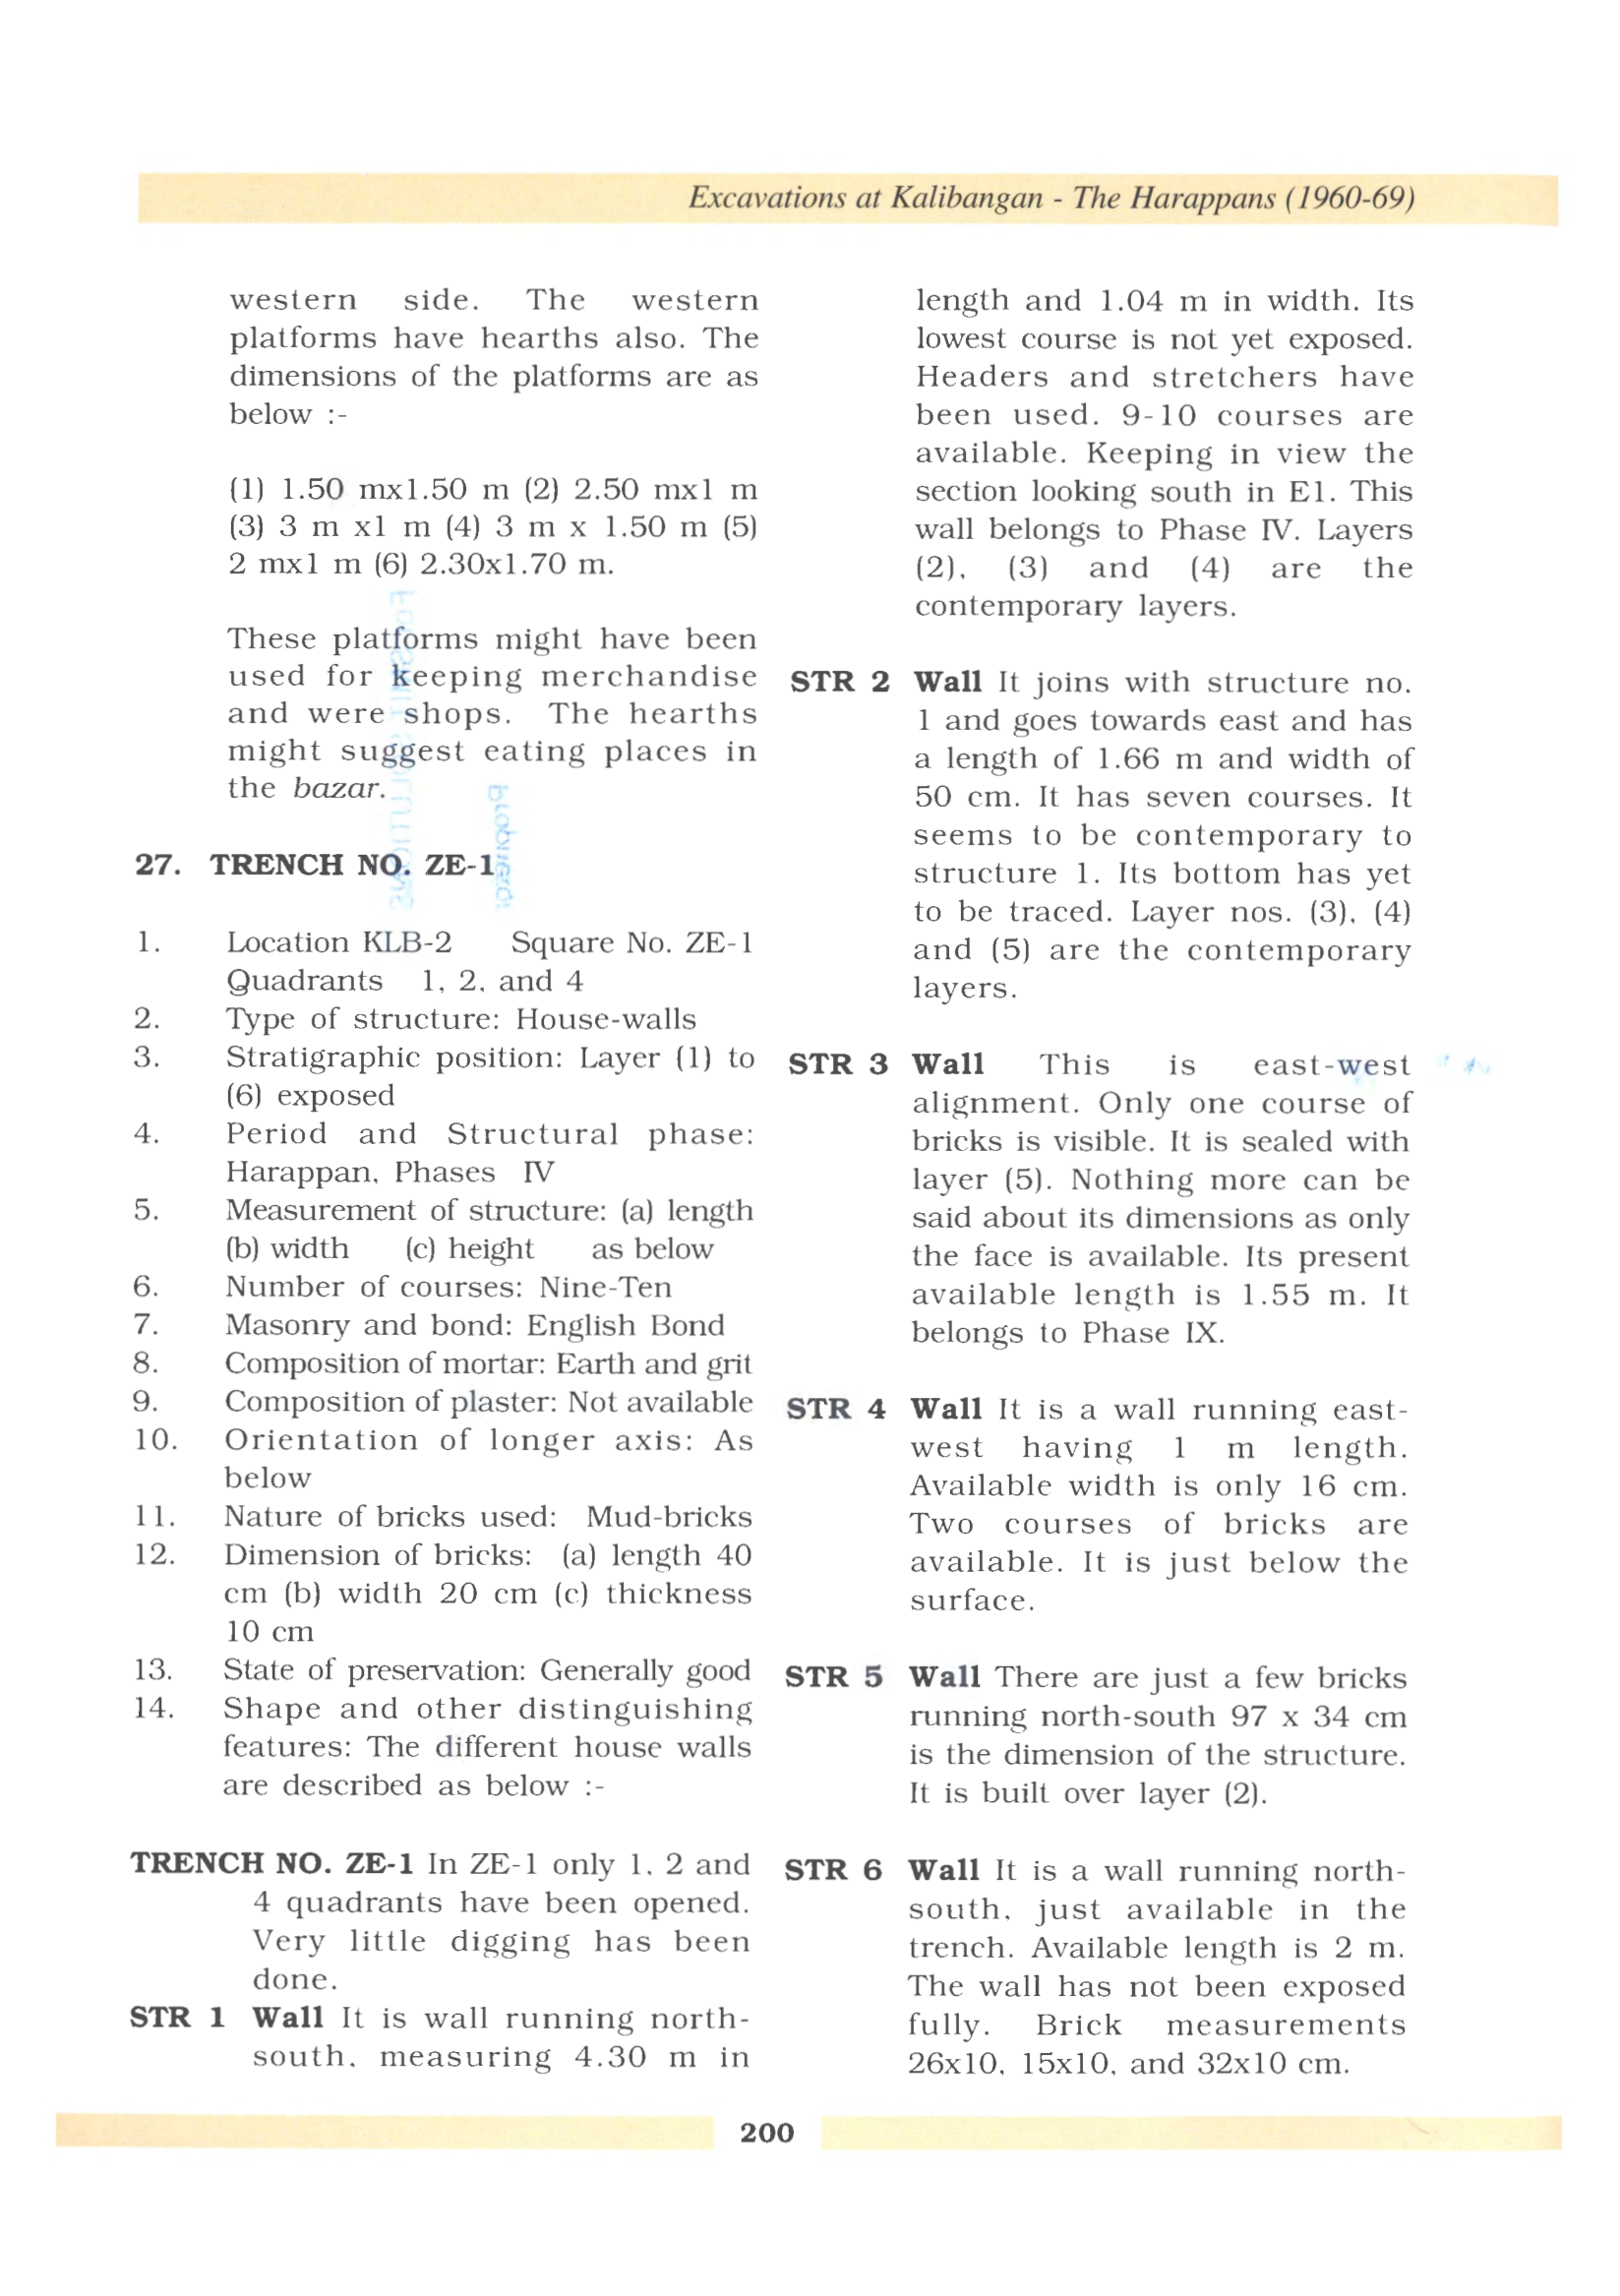 Excavations at Kalibangan - The Harappans (1960-69)
western side. The western
platforms have hearths also. The
dimensions of the platforms are as
below :-
(1) 1.50 mx1.50 m (2) 2.50 mx1 m
(3) 3 m x1 m (4) 3 m x 1.50 m (5)
2 mx1 m (6) 2.30x1.70 m.
These platforms might have been
used for keeping merchandise
and were shops. The hearths
might suggest eating places in
the bazar.
27. TRENCH NO. ZE-1
1. Location KLB-2 Square No. ZE-1
Quadrants 1, 2, and 4
2. Type of structure: House-walls
3. Stratigraphic position: Layer (1) to
(6) exposed
4. Period and Structural phase:
Harappan, Phases IV
5. Measurement of structure: (a) length
(b) width (c) height as below
6. Number of courses: Nine-Ten
7. Masonry and bond: English Bond
8. Composition of mortar: Earth and grit
9. Composition of plaster: Not available
10. Orientation of longer axis: As
below
11. Nature of bricks used: Mud-bricks
12. Dimension of bricks: (a) length 40
cm (b) width 20 cm (c) thickness
10 cm
13. State of preservation: Generally good
14. Shape and other distinguishing
features: The different house walls
are described as below :-
TRENCH NO. ZE-1 In ZE-1 only 1, 2 and
4 quadrants have been opened.
Very little digging has been
done.
STR 1 Wall It is wall running north-
south, measuring 4.30 m in
length and 1.04 m in width. Its
lowest course is not yet exposed.
Headers and stretchers have
been used. 9-10 courses are
available. Keeping in view the
section looking south in E1. This
wall belongs to Phase IV. Layers
(2), (3) and (4) are the
contemporary layers.
STR 2 Wall It joins with structure no.
1 and goes towards east and has
a length of 1.66 m and width of
50 cm. It has seven courses. It
seems to be contemporary to
structure 1. Its bottom has yet
to be traced. Layer nos. (3), (4)
and (5) are the contemporary
layers.
STR 3 Wall This is east-west
alignment. Only one course of
bricks is visible. It is sealed with
layer (5). Nothing more can be
said about its dimensions as only
the face is available. Its present
available length is 1.55 m. It
belongs to Phase IX.
STR 4 Wall It is a wall running east-
west having 1 m length.
Available width is only 16 cm.
Two courses of bricks are
available. It is just below the
surface.
STR 5 Wall There are just a few bricks
running north-south 97 x 34 cm
is the dimension of the structure.
It is built over layer (2).
STR 6 Wall It is a wall running north-
south, just available in the
trench. Available length is 2 m.
The wall has not been exposed
fully. Brick measurements
26x10, 15x10, and 32x10 cm.
200